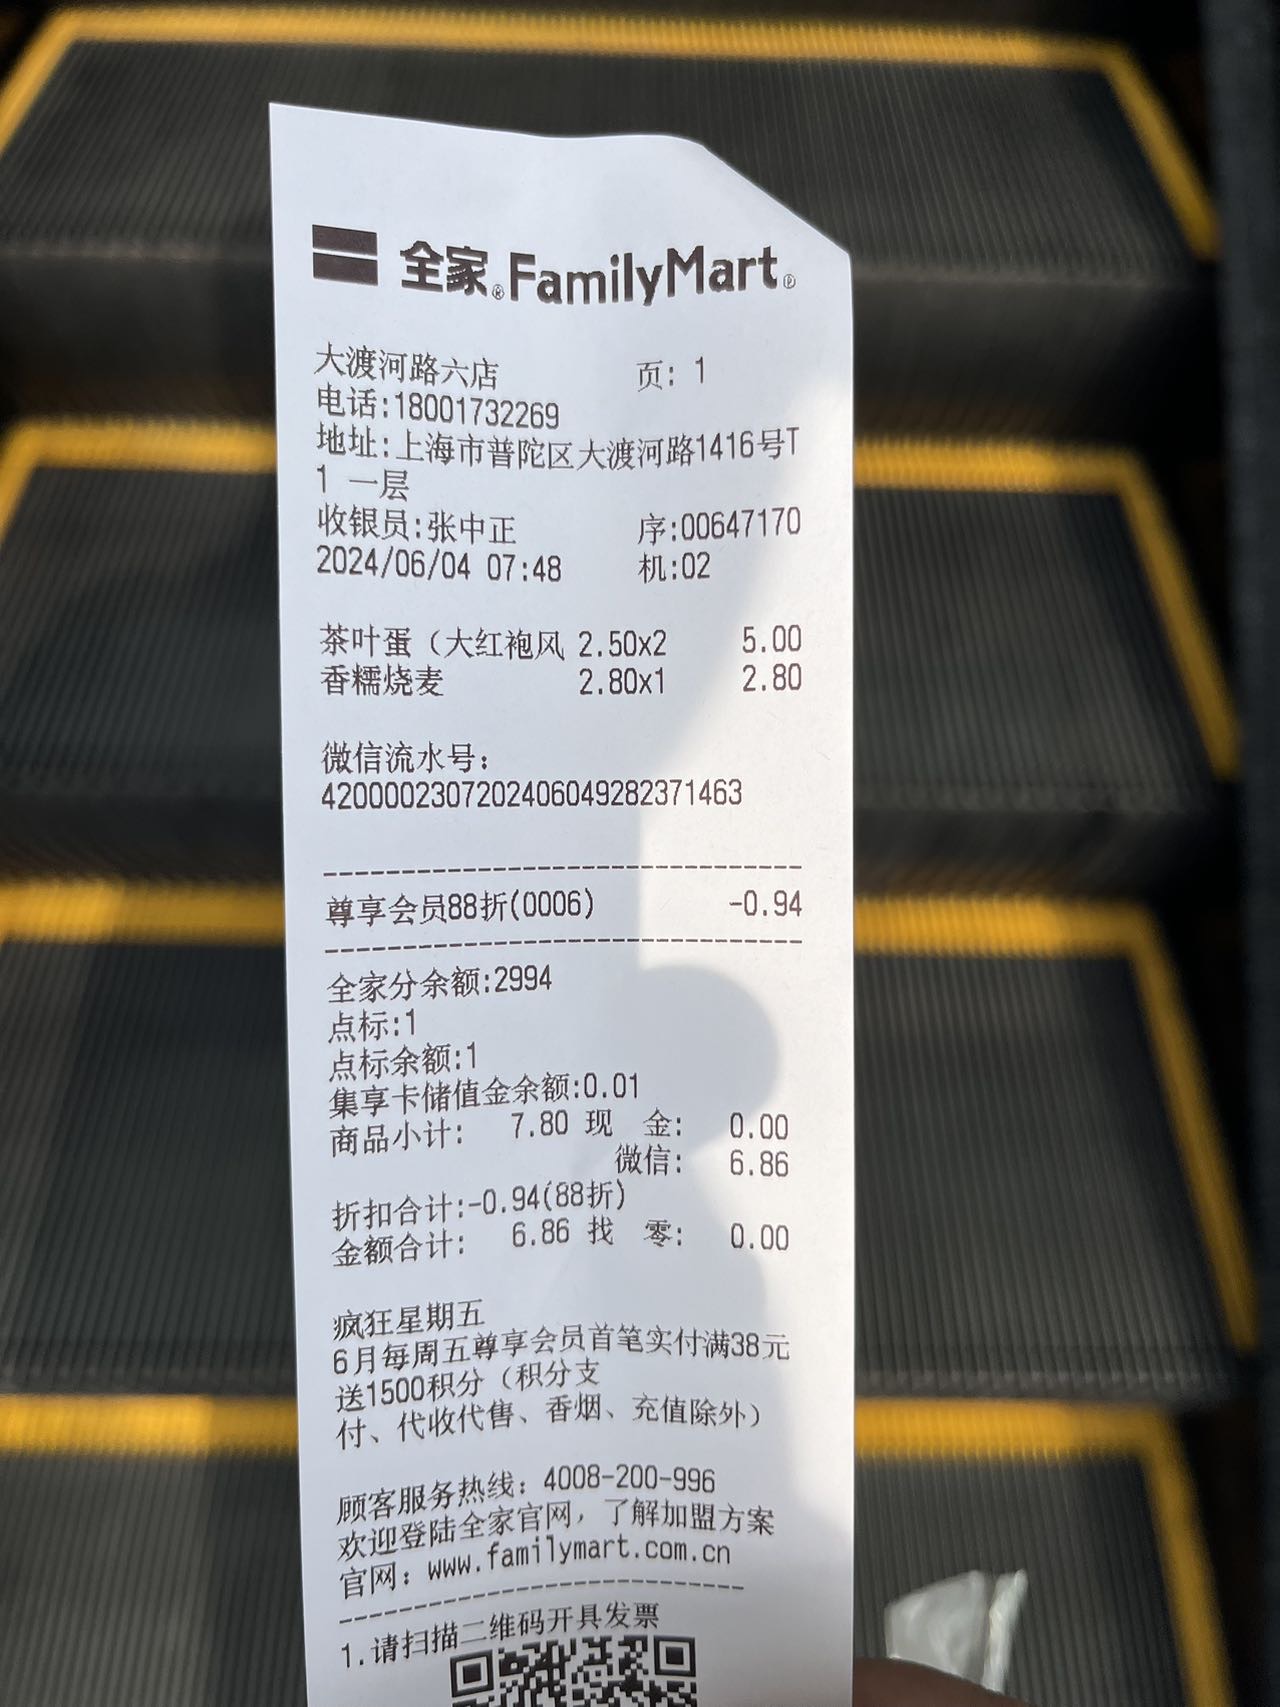 全家® FamilyMart®
大渡河路六店 页: 1
电话:18001732269
地址:上海市普陀区大渡河路1416号T
1 一层
收银员:张中正 序:00647170
2024/06/04 07:48 机:02
茶叶蛋（大红袍风 2.50x2 5.00
香糯烧麦 2.80x1 2.80
微信流水号:
4200002307202406049282371463
尊享会员88折(0006) -0.94
全家分余额:2994
点标:1
点标余额:1
集享卡储值金余额:0.01
商品小计: 7.80 现 金: 0.00
微信: 6.86
折扣合计:-0.94(88折)
金额合计: 6.86 找 零: 0.00
疯狂星期五
6月每周五尊享会员首笔实付满38元
送1500积分（积分支
付、代收代售、香烟、充值除外）
顾客服务热线: 4008-200-996
欢迎登陆全家官网，了解加盟方案
官网: www.familymart.com.cn
1.请扫描二维码开具发票